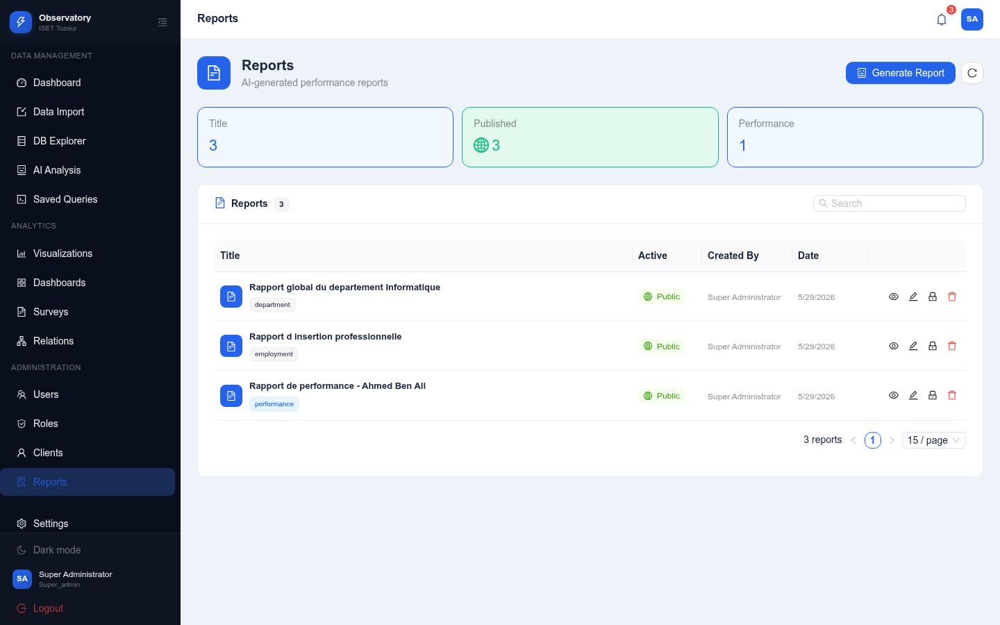 Observatory
ISET Tozeur
DATA MANAGEMENT
Dashboard
Data Import
DB Explorer
AI Analysis
Saved Queries
ANALYTICS
Visualizations
Dashboards
Surveys
Relations
ADMINISTRATION
Users
Roles
Clients
Reports
Settings
Dark mode
SA
Super Administrator
Super_admin
Logout
Reports
3
SA
Reports
AI-generated performance reports
Generate Report
Title
3
Published
3
Performance
1
Reports 3
Search
Title Active Created By Date
Rapport global du departement Informatique
department
Public Super Administrator 5/29/2026
Rapport d insertion professionnelle
employment
Public Super Administrator 5/29/2026
Rapport de performance - Ahmed Ben Ali
performance
Public Super Administrator 5/29/2026
3 reports 1 15 / page